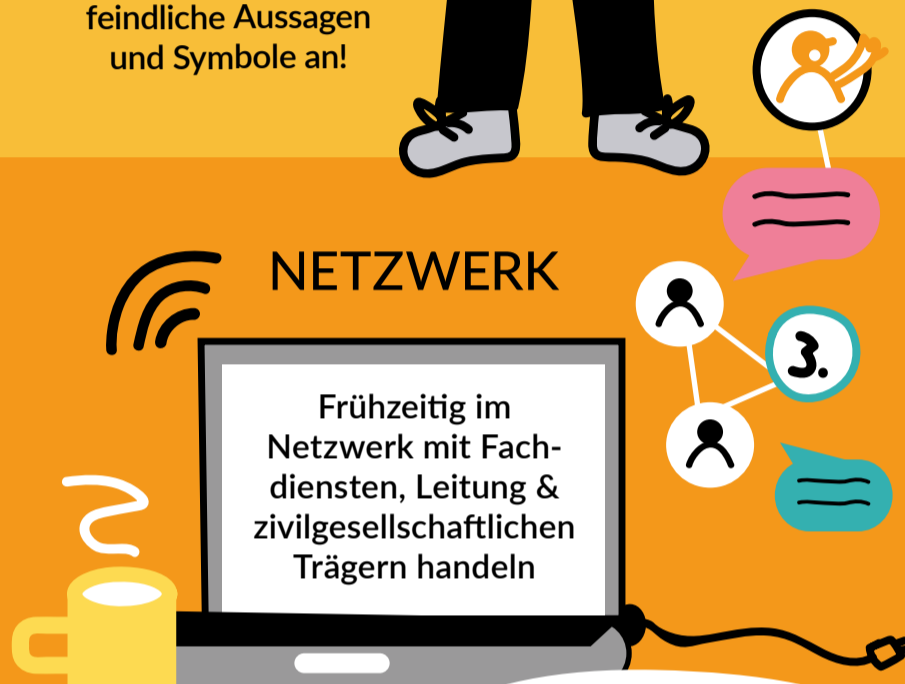 feindliche Aussagen
und Symbole an!
NETZWERK
3.
Frühzeitig im
Netzwerk mit Fach-
diensten, Leitung &
zivilgesellschaftlichen
Trägern handeln